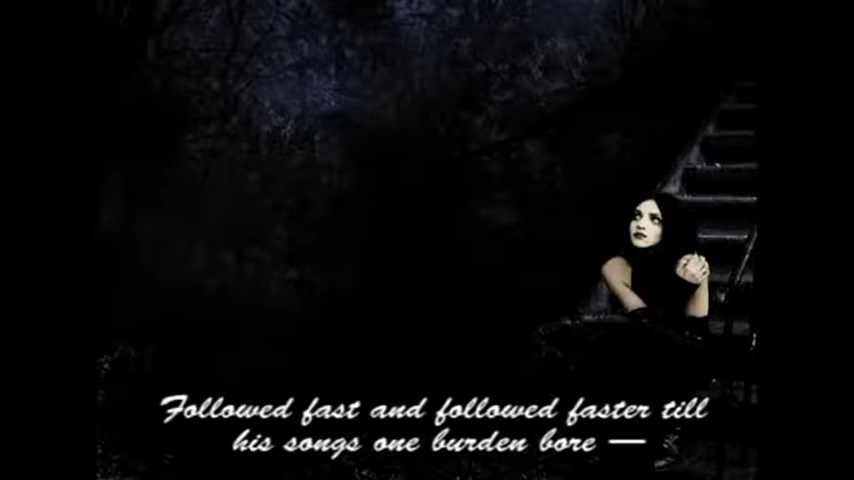 Followed fast and followed faster till
his songs one burden bore —